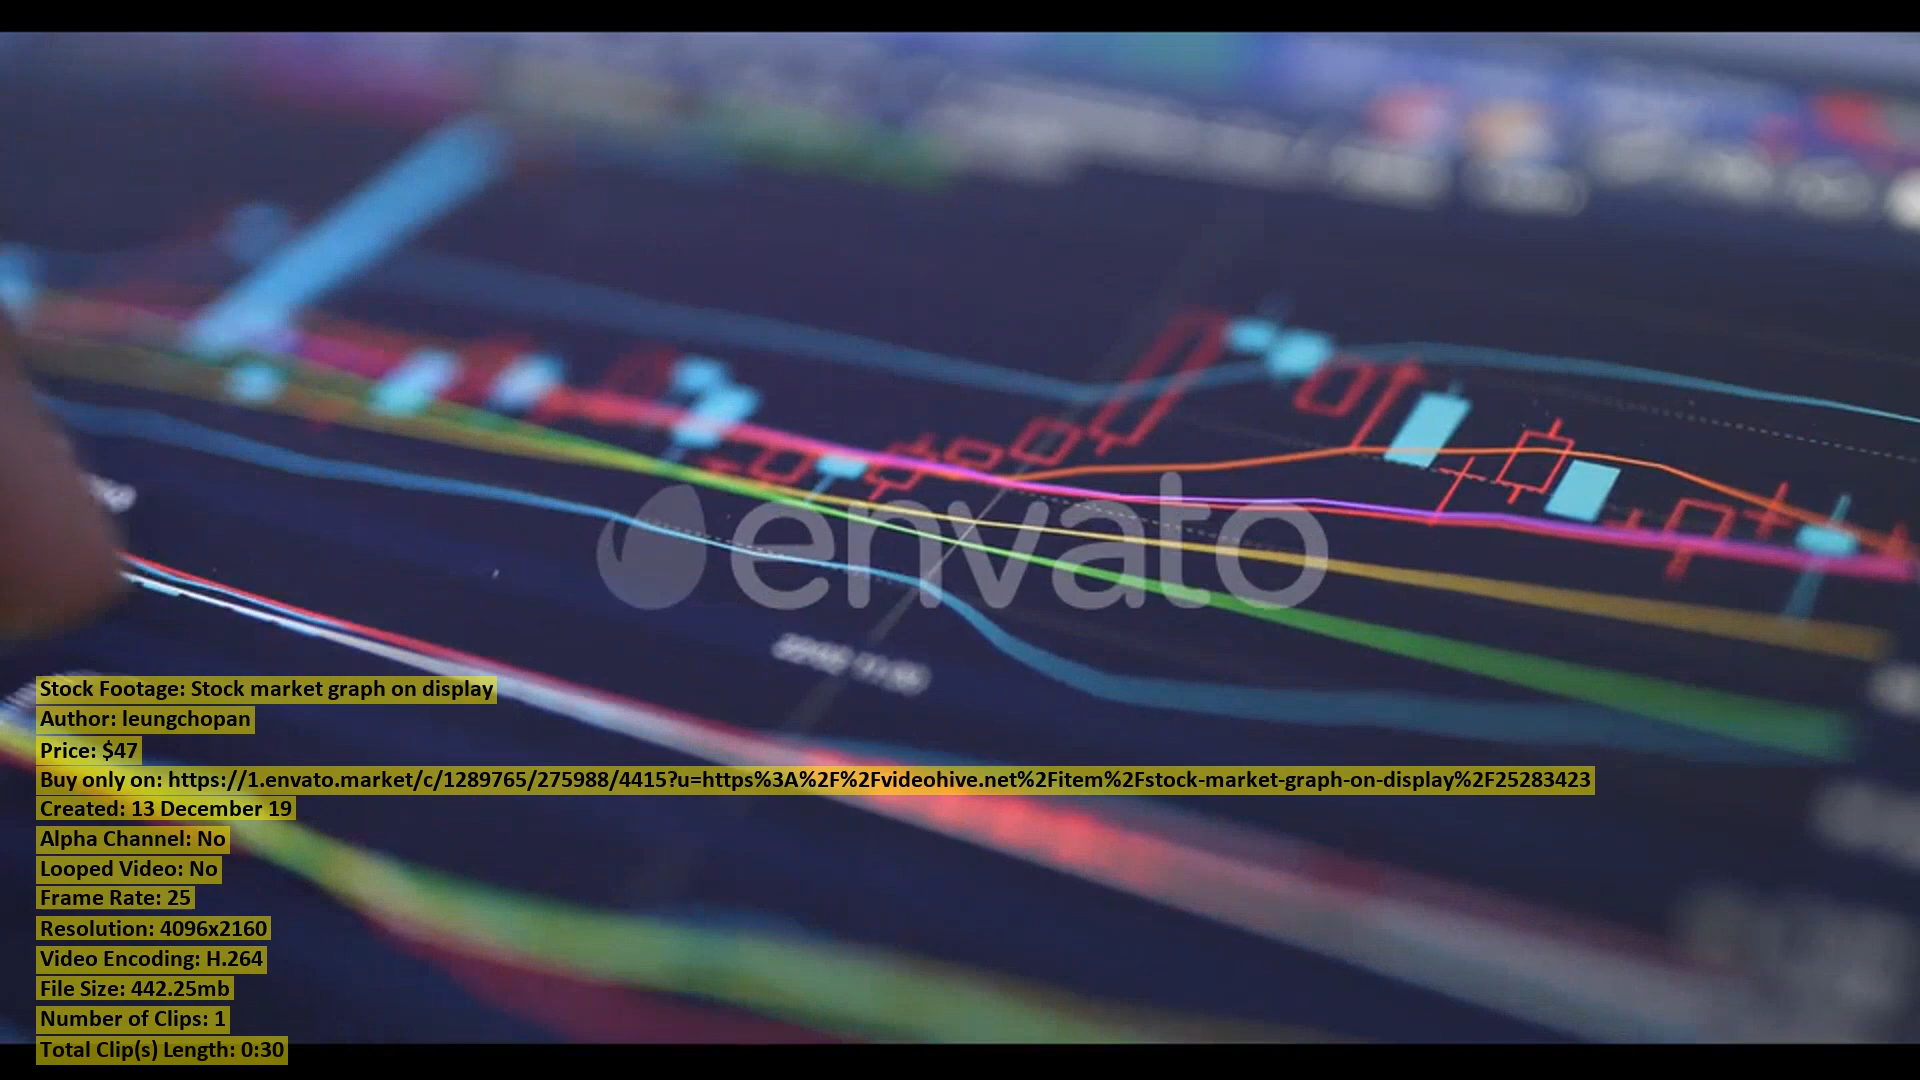 envato
Stock Footage: Stock market graph on display
Author: leungchopan
Price: $47
Buy only on: https://1.envato.market/c/1289765/275988/4415?u=https%3A%2F%2Fvideohive.net%2Fitem%2Fstock-market-graph-on-display%2F25283423
Created: 13 December 19
Alpha Channel: No
Looped Video: No
Frame Rate: 25
Resolution: 4096x2160
Video Encoding: H.264
File Size: 442.25mb
Number of Clips: 1
Total Clip(s) Length: 0:30